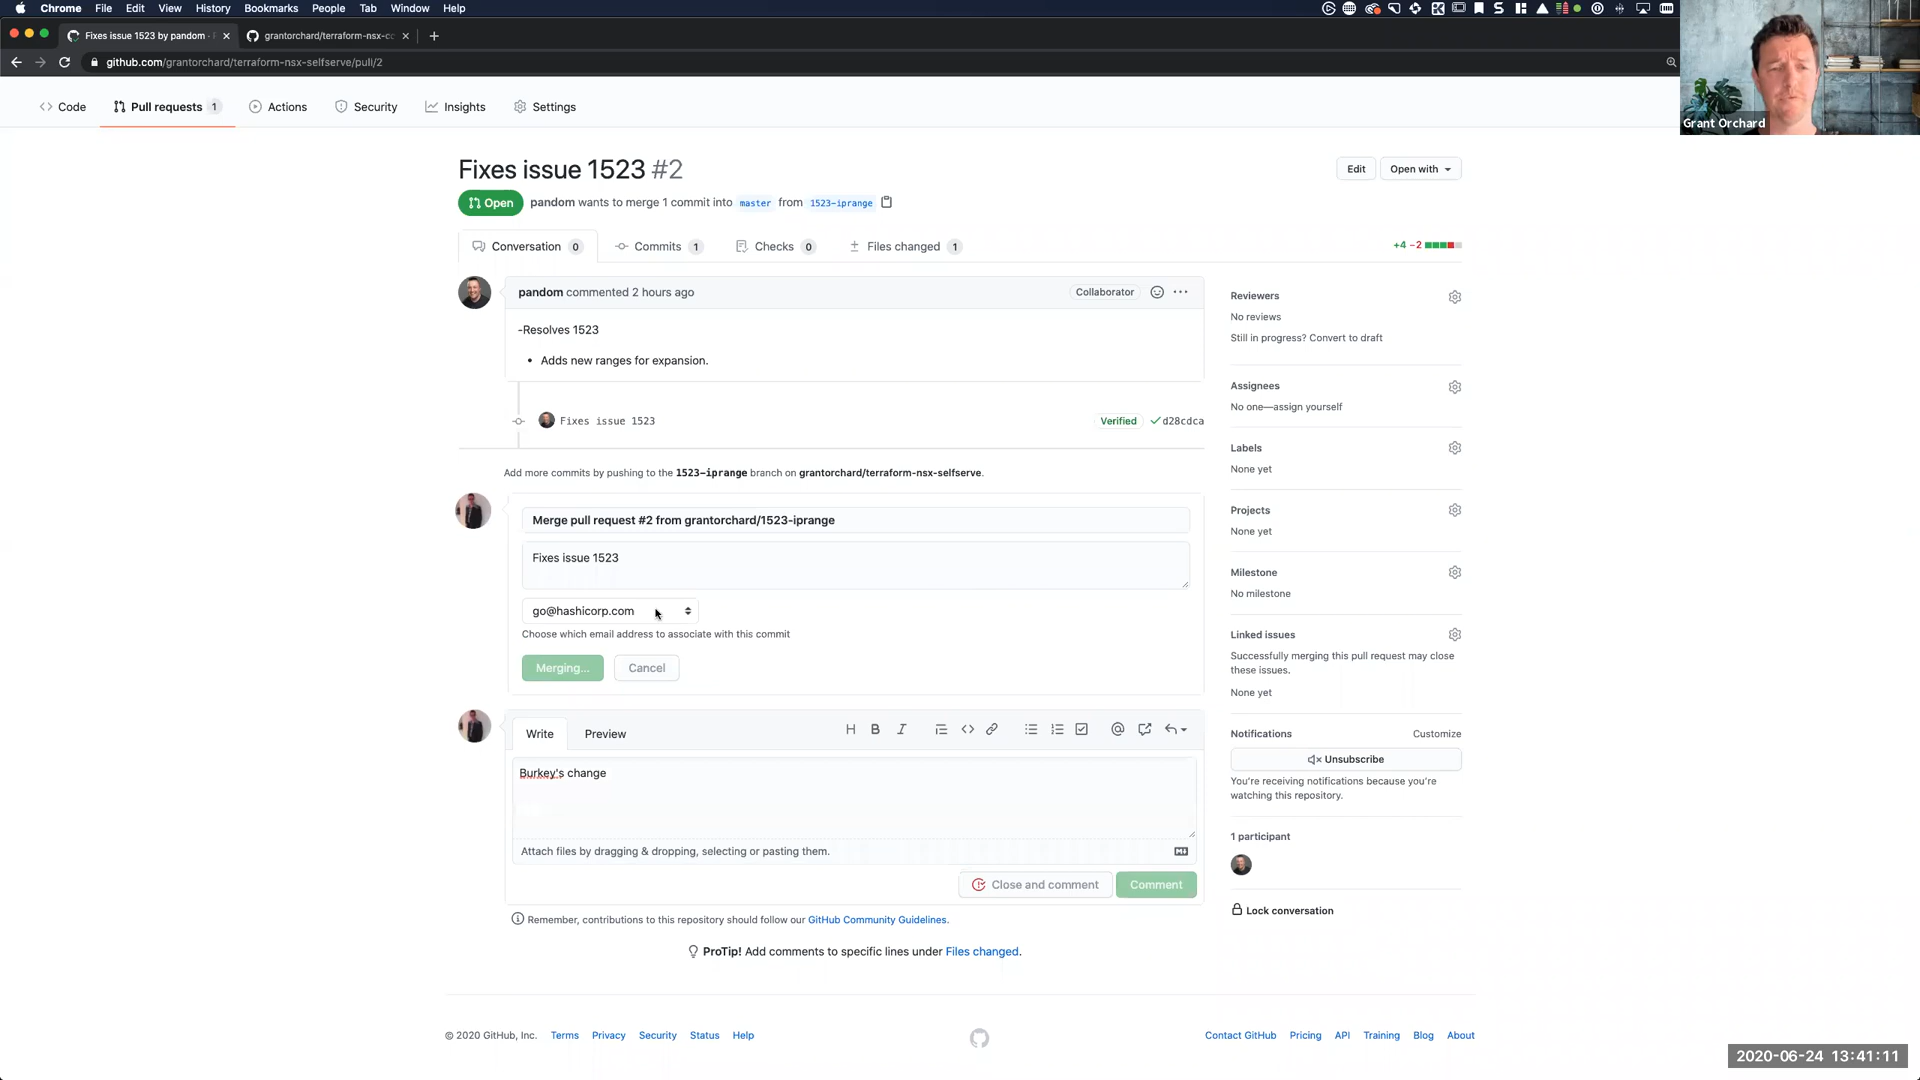 Chrome File Edit View History Bookmarks People Tab Window Help
Fixes issue 1523 by pandom ·
grantorchard/terraform-nsx-cc
github.com/grantorchard/terraform-nsx-selfserve/pull/2
Grant Orchard
Code
Pull requests 1
Actions
Security
Insights
Settings
Fixes issue 1523 #2
Edit
Open with
Open
pandom wants to merge 1 commit into master from 1523-iprange
Conversation 0
Commits 1
Checks 0
Files changed 1
+4 −2
pandom commented 2 hours ago
Collaborator
-Resolves 1523
• Adds new ranges for expansion.
Fixes issue 1523
Verified
d28cdca
Add more commits by pushing to the 1523-iprange branch on grantorchard/terraform-nsx-selfserve.
Merge pull request #2 from grantorchard/1523-iprange
Fixes issue 1523
go@hashicorp.com
Choose which email address to associate with this commit
Merging...
Cancel
Write
Preview
Burkey's change
Attach files by dragging & dropping, selecting or pasting them.
Close and comment
Comment
Remember, contributions to this repository should follow our GitHub Community Guidelines.
ProTip! Add comments to specific lines under Files changed.
Reviewers
No reviews
Still in progress? Convert to draft
Assignees
No one—assign yourself
Labels
None yet
Projects
None yet
Milestone
No milestone
Linked issues
Successfully merging this pull request may close
these issues.
None yet
Notifications
Customize
Unsubscribe
You're receiving notifications because you're
watching this repository.
1 participant
Lock conversation
© 2020 GitHub, Inc.
Terms
Privacy
Security
Status
Help
Contact GitHub
Pricing
API
Training
Blog
About
2020-06-24 13:41:11